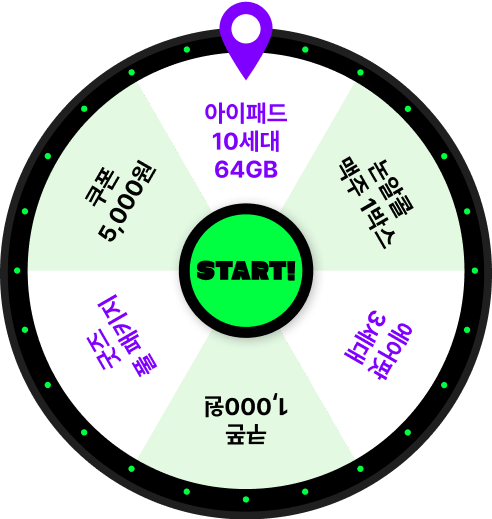 아이패드
10세대
64GB
논알콜
맥주 1박스
에어팟
3세대
쿠폰
1,000원
굿즈
풀 패키지
쿠폰
5,000원
START!